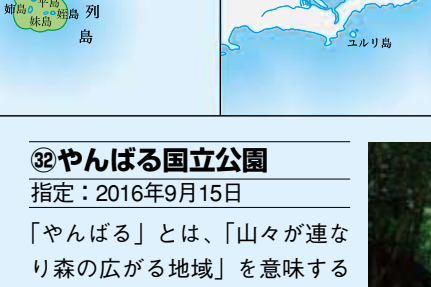 姉島
平島
妹島
姪島
列島
ユルリ島
㉜やんばる国立公園
指定：2016年9月15日
「やんばる」とは、「山々が連な
り森の広がる地域」を意味する